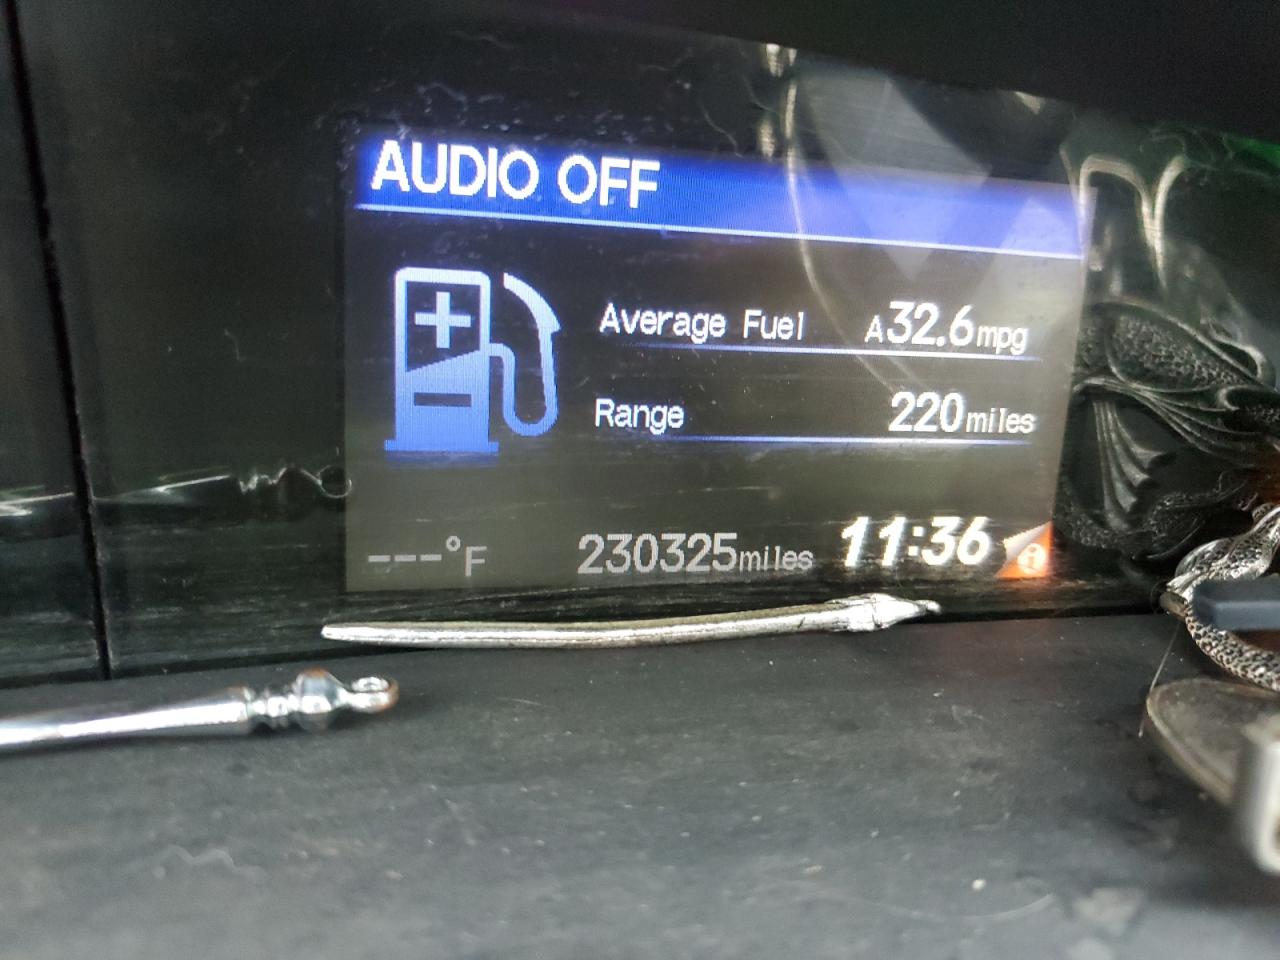 AUDIO OFF
Average Fuel A32.6mpg
Range 220miles
---°F 230325miles 11:36 i